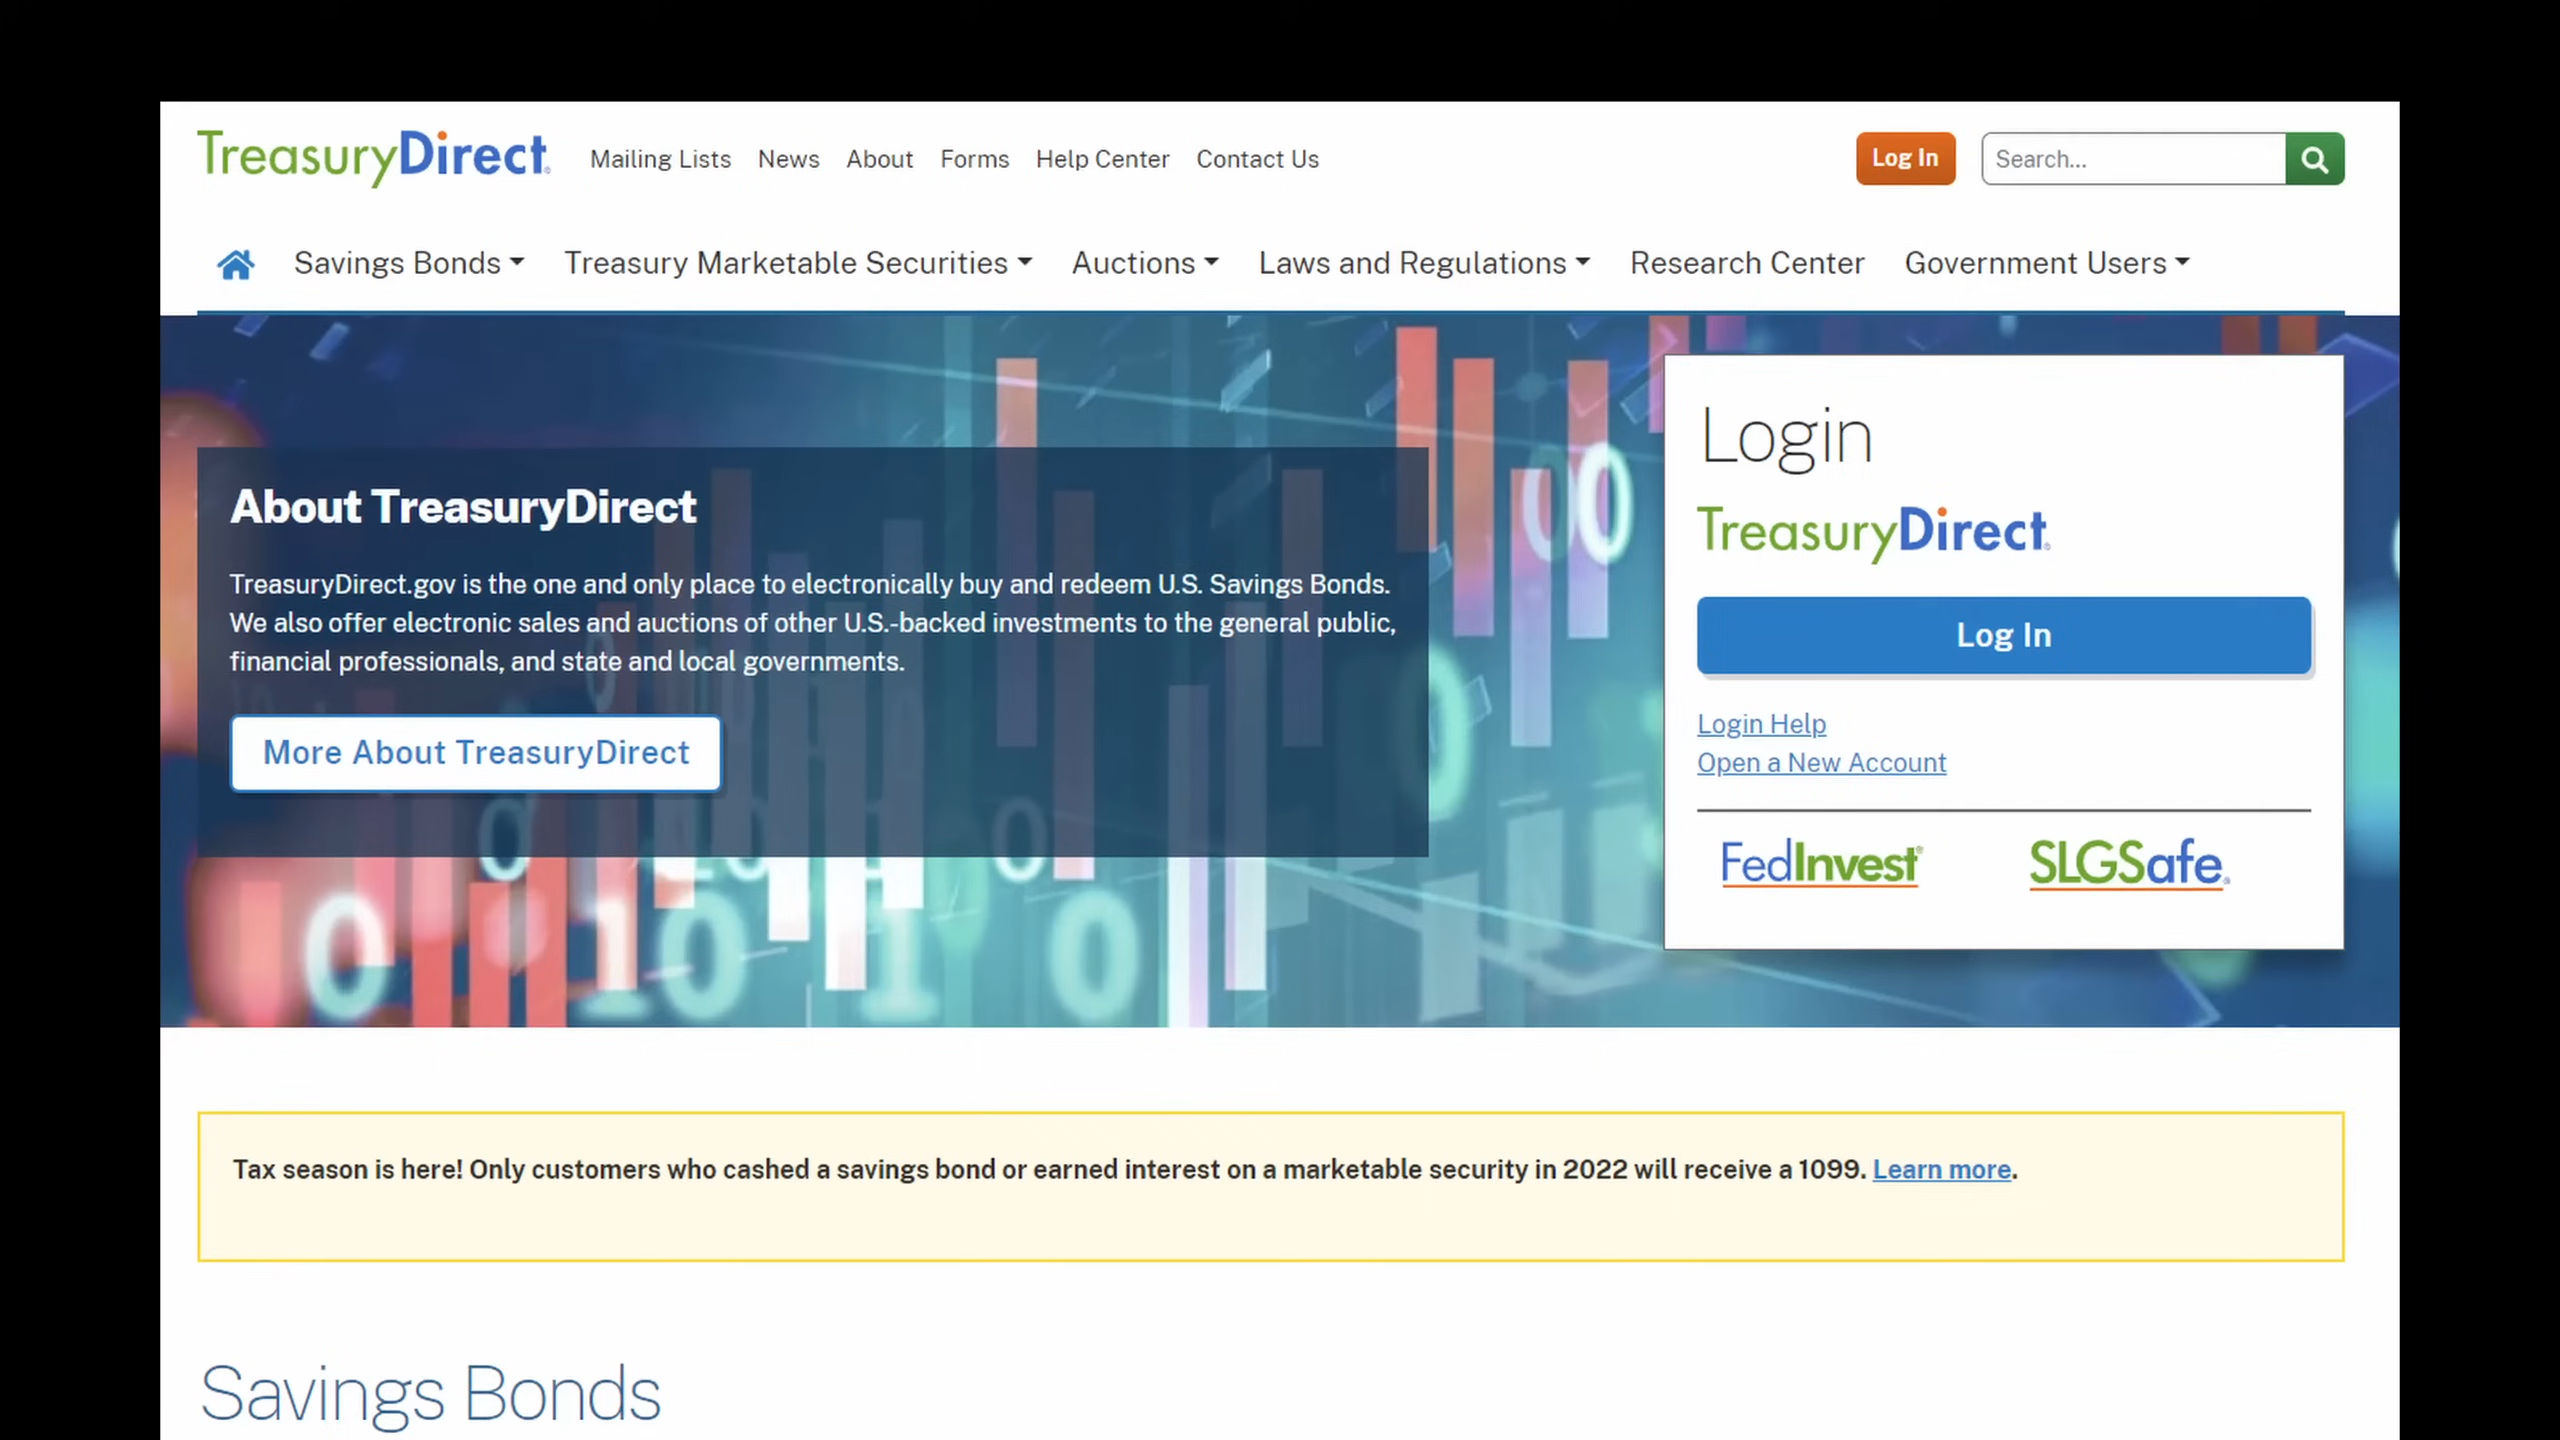 TreasuryDirect
Mailing Lists News About Forms Help Center Contact Us
Log In
Search...
Savings Bonds Treasury Marketable Securities Auctions Laws and Regulations Research Center Government Users
About TreasuryDirect
TreasuryDirect.gov is the one and only place to electronically buy and redeem U.S. Savings Bonds.
We also offer electronic sales and auctions of other U.S.-backed investments to the general public,
financial professionals, and state and local governments.
More About TreasuryDirect
Login
TreasuryDirect
Log In
Login Help
Open a New Account
FedInvest
SLGSafe
Tax season is here! Only customers who cashed a savings bond or earned interest on a marketable security in 2022 will receive a 1099. Learn more.
Savings Bonds